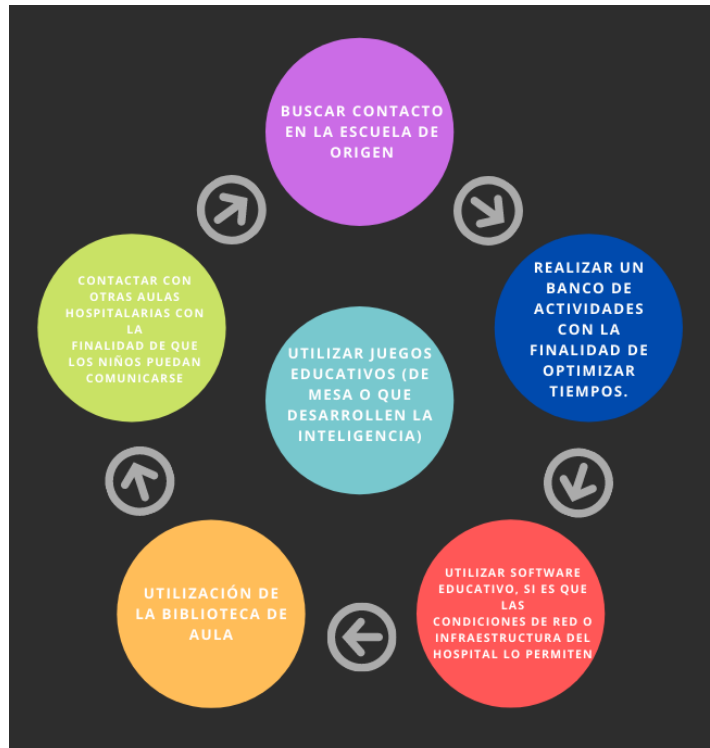 BUSCAR CONTACTO
EN LA ESCUELA DE
ORIGEN
REALIZAR UN
BANCO DE
ACTIVIDADES
CON LA
FINALIDAD DE
OPTIMIZAR
TIEMPOS.
UTILIZAR SOFTWARE
EDUCATIVO, SI ES QUE
LAS
CONDICIONES DE RED O
INFRAESTRUCTURA DEL
HOSPITAL LO PERMITEN
UTILIZACIÓN DE
LA BIBLIOTECA DE
AULA
CONTACTAR CON
OTRAS AULAS
HOSPITALARIAS CON
LA
FINALIDAD DE QUE
LOS NIÑOS PUEDAN
COMUNICARSE
UTILIZAR JUEGOS
EDUCATIVOS (DE
MESA O QUE
DESARROLLEN LA
INTELIGENCIA)